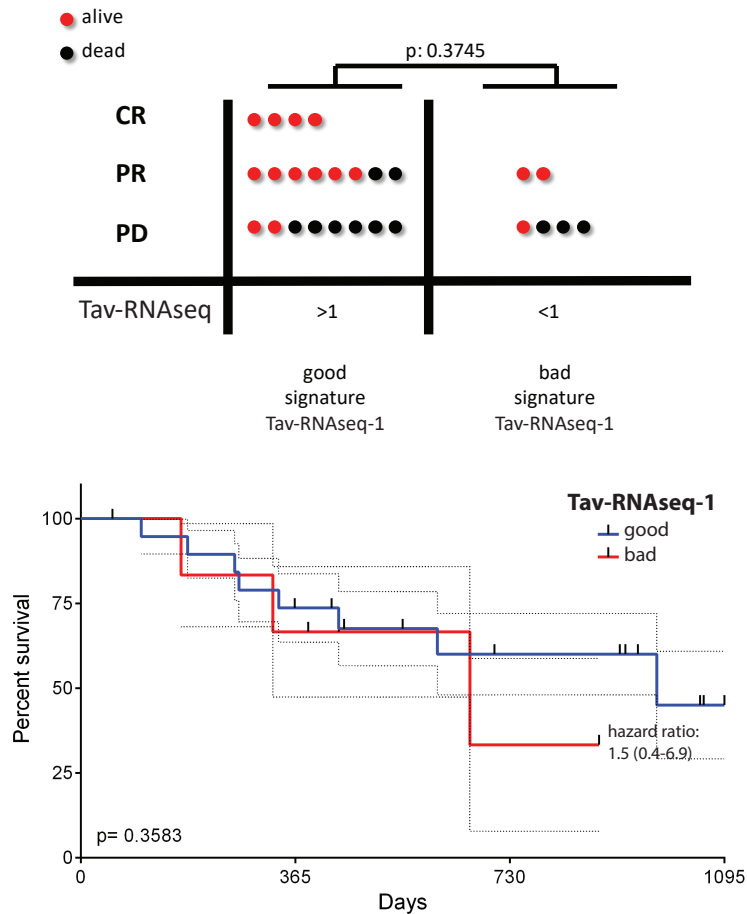 alive
dead
p: 0.3745
CR
PR
PD
Tav-RNAseq
>1
<1
good
signature
Tav-RNAseq-1
bad
signature
Tav-RNAseq-1
Tav-RNAseq-1
good
bad
100
75
50
25
0
Percent survival
hazard ratio:
1.5 (0.4-6.9)
p= 0.3583
0
365
730
1095
Days